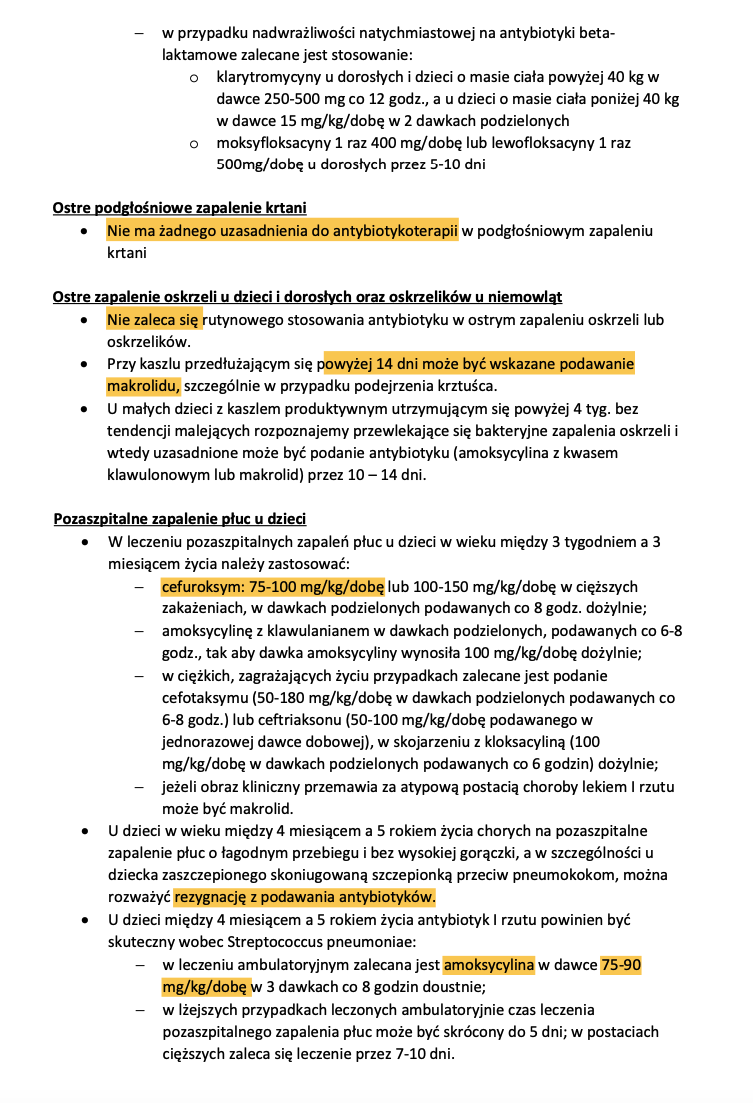 – w przypadku nadwrażliwości natychmiastowej na antybiotyki beta-
laktamowe zalecane jest stosowanie:
o klarytromycyny u dorosłych i dzieci o masie ciała powyżej 40 kg w
dawce 250-500 mg co 12 godz., a u dzieci o masie ciała poniżej 40 kg
w dawce 15 mg/kg/dobę w 2 dawkach podzielonych
o moksyfloksacyny 1 raz 400 mg/dobę lub lewofloksacyny 1 raz
500mg/dobę u dorosłych przez 5-10 dni
Ostre podgłośniowe zapalenie krtani
• Nie ma żadnego uzasadnienia do antybiotykoterapii w podgłośniowym zapaleniu
krtani
Ostre zapalenie oskrzeli u dzieci i dorosłych oraz oskrzelików u niemowląt
• Nie zaleca się rutynowego stosowania antybiotyku w ostrym zapaleniu oskrzeli lub
oskrzelików.
• Przy kaszlu przedłużającym się powyżej 14 dni może być wskazane podawanie
makrolidu, szczególnie w przypadku podejrzenia krztuśca.
• U małych dzieci z kaszlem produktywnym utrzymującym się powyżej 4 tyg. bez
tendencji malejących rozpoznajemy przewlekające się bakteryjne zapalenia oskrzeli i
wtedy uzasadnione może być podanie antybiotyku (amoksycylina z kwasem
klawulonowym lub makrolid) przez 10 – 14 dni.
Pozaszpitalne zapalenie płuc u dzieci
• W leczeniu pozaszpitalnych zapaleń płuc u dzieci w wieku między 3 tygodniem a 3
miesiącem życia należy zastosować:
– cefuroksym: 75-100 mg/kg/dobę lub 100-150 mg/kg/dobę w cięższych
zakażeniach, w dawkach podzielonych podawanych co 8 godz. dożylnie;
– amoksycylinę z klawulanianem w dawkach podzielonych, podawanych co 6-8
godz., tak aby dawka amoksycyliny wynosiła 100 mg/kg/dobę dożylnie;
– w ciężkich, zagrażających życiu przypadkach zalecane jest podanie
cefotaksymu (50-180 mg/kg/dobę w dawkach podzielonych podawanych co
6-8 godz.) lub ceftriaksonu (50-100 mg/kg/dobę podawanego w
jednorazowej dawce dobowej), w skojarzeniu z kloksacyliną (100
mg/kg/dobę w dawkach podzielonych podawanych co 6 godzin) dożylnie;
– jeżeli obraz kliniczny przemawia za atypową postacią choroby lekiem I rzutu
może być makrolid.
• U dzieci w wieku między 4 miesiącem a 5 rokiem życia chorych na pozaszpitalne
zapalenie płuc o łagodnym przebiegu i bez wysokiej gorączki, a w szczególności u
dziecka zaszczepionego skoniugowaną szczepionką przeciw pneumokokom, można
rozważyć rezygnację z podawania antybiotyków.
• U dzieci między 4 miesiącem a 5 rokiem życia antybiotyk I rzutu powinien być
skuteczny wobec Streptococcus pneumoniae:
– w leczeniu ambulatoryjnym zalecana jest amoksycylina w dawce 75-90
mg/kg/dobę w 3 dawkach co 8 godzin doustnie;
– w lżejszych przypadkach leczonych ambulatoryjnie czas leczenia
pozaszpitalnego zapalenia płuc może być skrócony do 5 dni; w postaciach
cięższych zaleca się leczenie przez 7-10 dni.